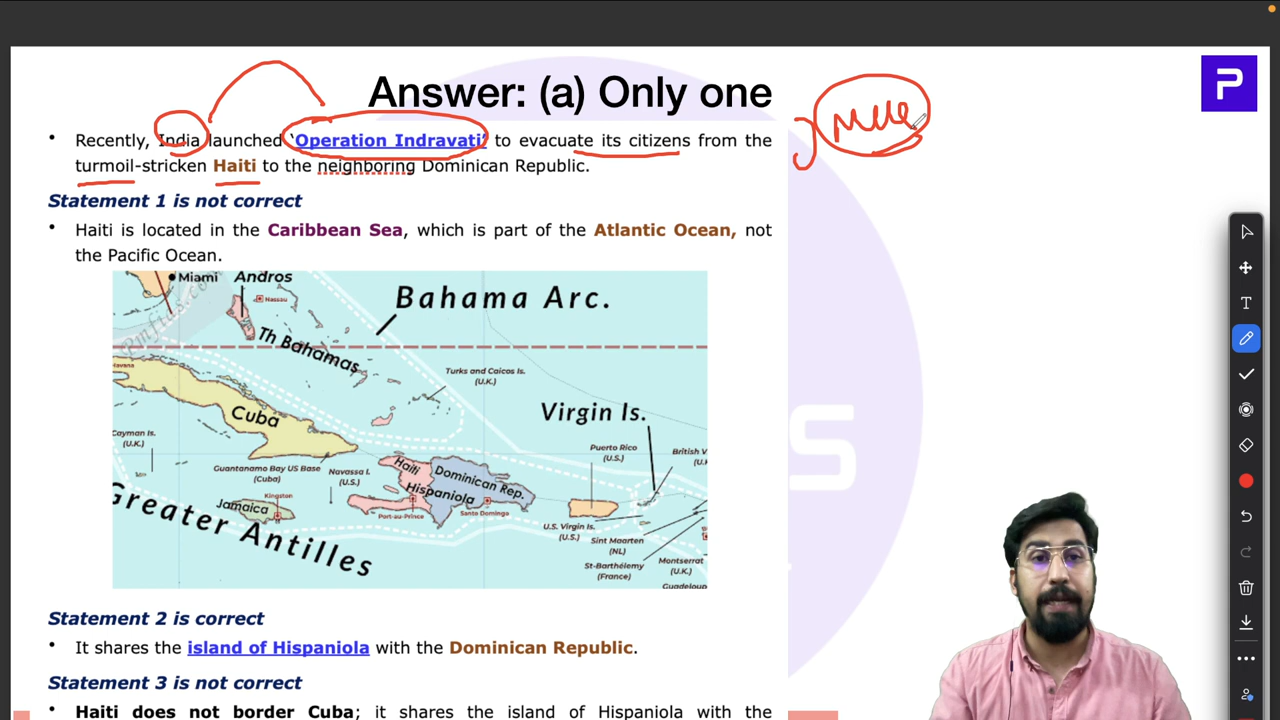 Answer: (a) Only one
P
• Recently, India launched 'Operation Indravati' to evacuate its citizens from the
turmoil-stricken Haiti to the neighboring Dominican Republic.
Statement 1 is not correct
• Haiti is located in the Caribbean Sea, which is part of the Atlantic Ocean, not
the Pacific Ocean.
Miami
Andros
Nassau
Bahama Arc.
Th Bahamas
Havana
Turks and Caicos Is.
(U.K.)
Cuba
Virgin Is.
Cayman Is.
(U.K.)
Puerto Rico
(U.S.)
British V
(U.K
Guantanamo Bay US Base
(Cuba)
Navassa I.
(U.S.)
Haiti
Dominican Rep.
Hispaniola
Jamaica
Kingston
Port-au-Prince
Santo Domingo
Greater Antilles
U.S. Virgin Is.
(U.S.)
Sint Maarten
(NL)
St-Barthélemy
(France)
Montserrat
(U.K.)
Guadeloup
Statement 2 is correct
• It shares the island of Hispaniola with the Dominican Republic.
Statement 3 is not correct
• Haiti does not border Cuba; it shares the island of Hispaniola with the
S
T